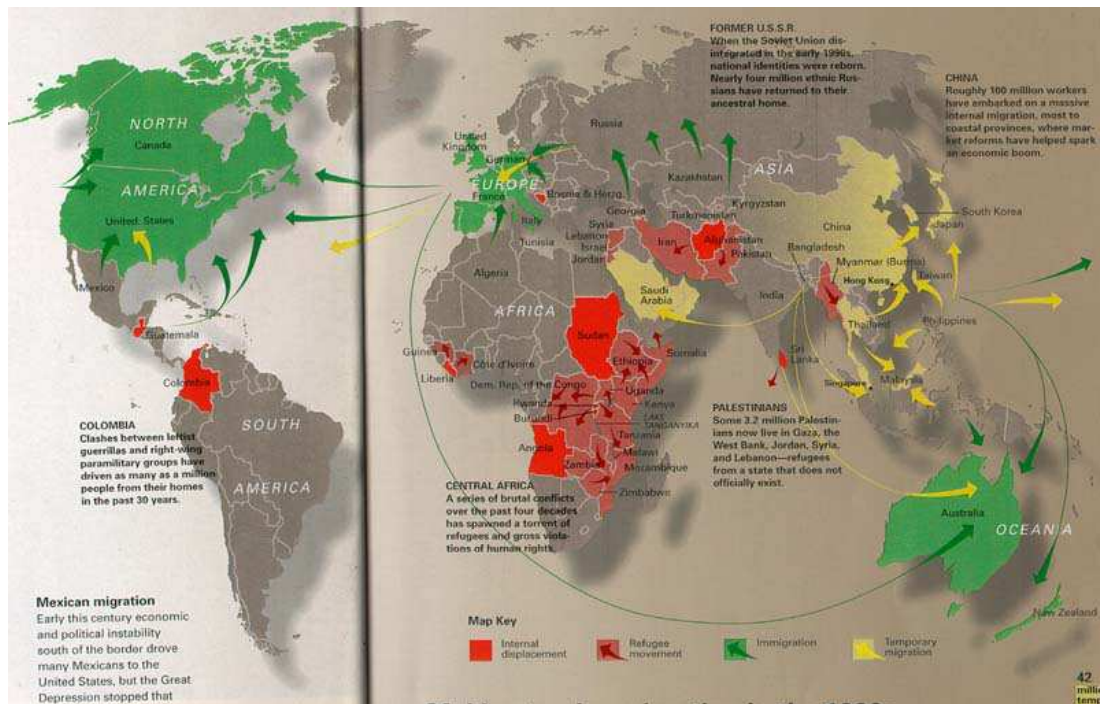 FORMER U.S.S.R.
When the Soviet Union dis-
integrated in the early 1990s,
national identities were reborn.
Nearly four million ethnic Rus-
sians have returned to their
ancestral home.
CHINA
Roughly 100 million workers
have embarked on a massive
internal migration, most to
coastal provinces, where mar-
ket reforms have helped spark
an economic boom.
NORTH
AMERICA
Canada
United States
Mexico
Guatemala
Colombia
SOUTH
AMERICA
COLOMBIA
Clashes between leftist
guerrillas and right-wing
paramilitary groups have
driven as many as a million
people from their homes
in the past 30 years.
United
Kingdom
Germany
EUROPE
France
Italy
Bosnia & Herzg.
Russia
ASIA
Kazakhstan
Kyrgyzstan
Georgia
Turkmenistan
Syria
Lebanon
Israel
Jordan
Iran
Afghanistan
Pakistan
Tunisia
Algeria
Saudi
Arabia
India
Bangladesh
China
Myanmar (Burma)
Hong Kong
Taiwan
South Korea
Japan
Thailand
Philippines
Sri
Lanka
Singapore
Malaysia
AFRICA
Sudan
Guinea
Liberia
Côte d'Ivoire
Ethiopia
Somalia
Dem. Rep. of the Congo
Uganda
Rwanda
Kenya
Burundi
LAKE
TANGANYIKA
Tanzania
Angola
Malawi
Zambia
Mozambique
Zimbabwe
CENTRAL AFRICA
A series of brutal conflicts
over the past four decades
has spawned a torrent of
refugees and gross viola-
tions of human rights.
PALESTINIANS
Some 3.2 million Palestin-
ians now live in Gaza, the
West Bank, Jordan, Syria,
and Lebanon—refugees
from a state that does not
officially exist.
Australia
OCEANIA
New Zealand
Mexican migration
Early this century economic
and political instability
south of the border drove
many Mexicans to the
United States, but the Great
Depression stopped that
Map Key
Internal
displacement
Refugee
movement
Immigration
Temporary
migration
42